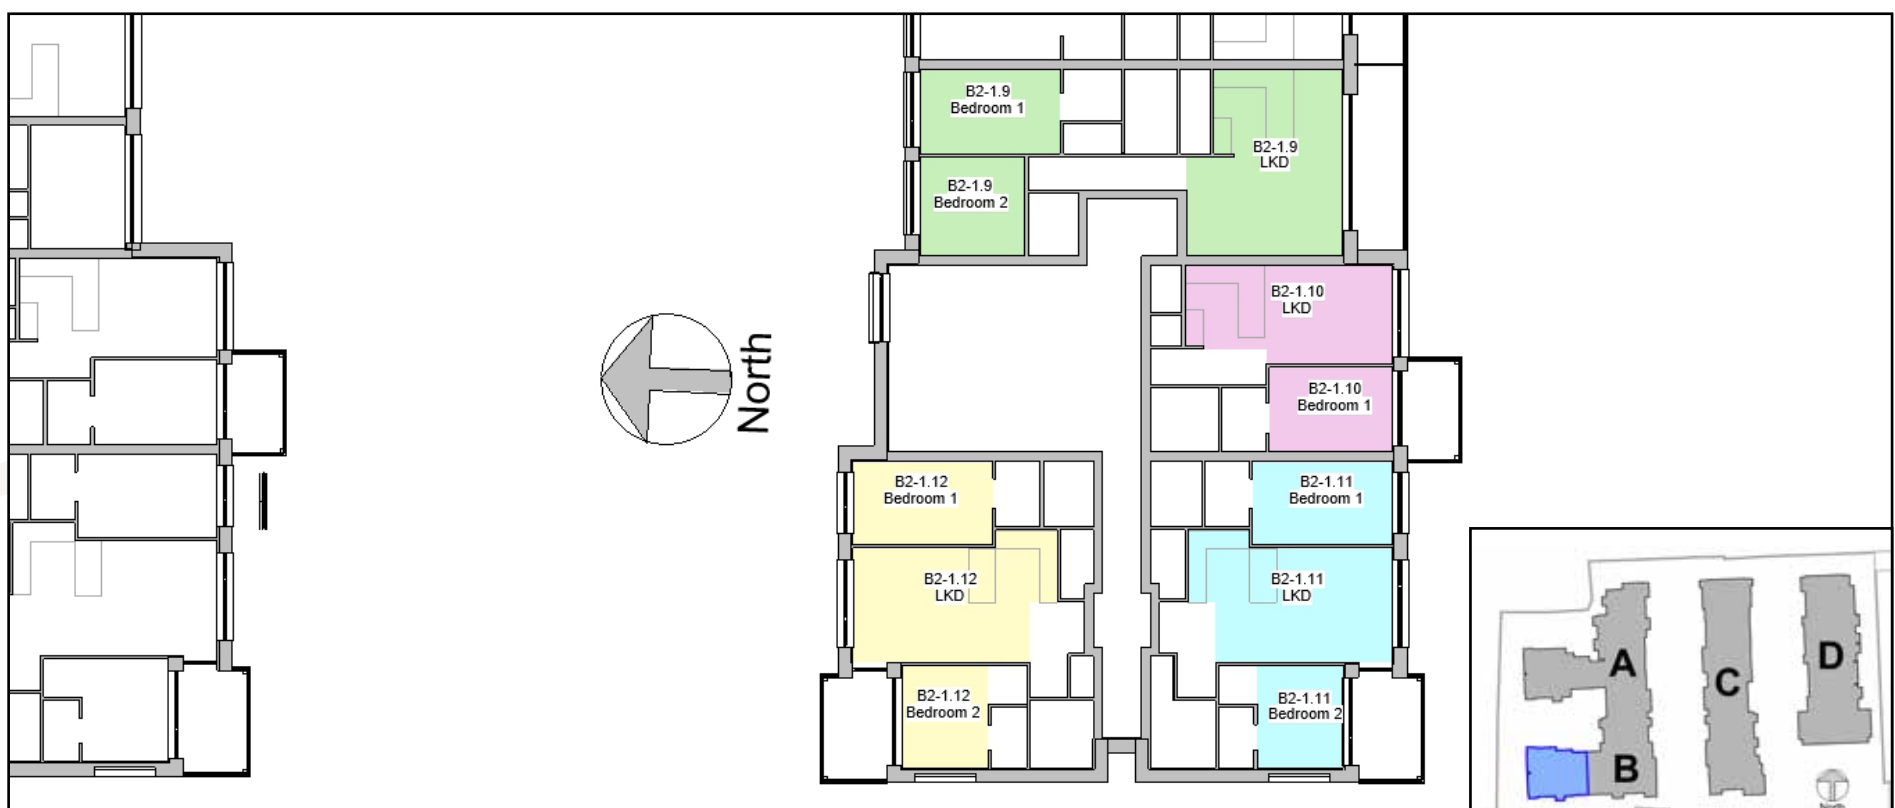 B2-1.9
Bedroom 1
B2-1.9
LKD
B2-1.9
Bedroom 2
B2-1.10
LKD
B2-1.10
Bedroom 1
North
B2-1.12
Bedroom 1
B2-1.11
Bedroom 1
B2-1.12
LKD
B2-1.11
LKD
B2-1.12
Bedroom 2
B2-1.11
Bedroom 2
A
B
C
D